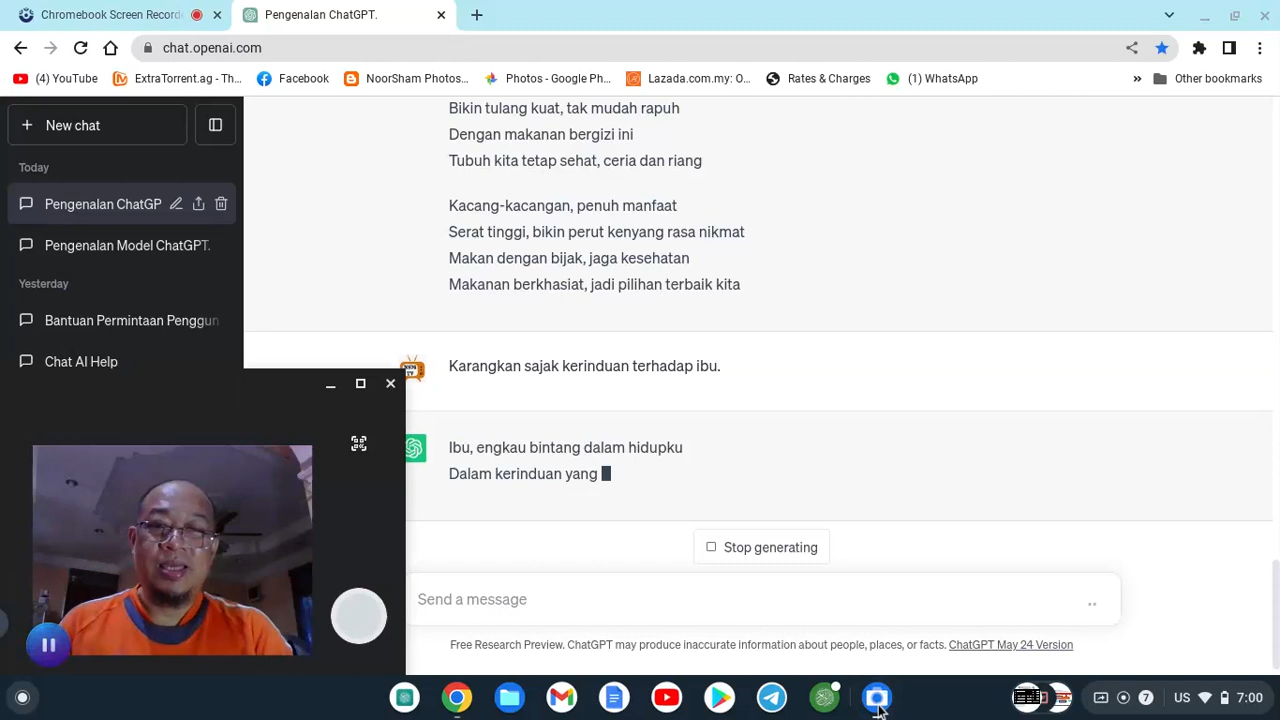 Chromebook Screen Record
Pengenalan ChatGPT.
chat.openai.com
(4) YouTube
ExtraTorrent.ag - Th...
Facebook
NoorSham Photos...
Photos - Google Ph...
Lazada.com.my: O...
Rates & Charges
(1) WhatsApp
»
Other bookmarks
New chat
Today
Pengenalan ChatGP
Pengenalan Model ChatGPT.
Yesterday
Bantuan Permintaan Penggun
Chat AI Help
Bikin tulang kuat, tak mudah rapuh
Dengan makanan bergizi ini
Tubuh kita tetap sehat, ceria dan riang
Kacang-kacangan, penuh manfaat
Serat tinggi, bikin perut kenyang rasa nikmat
Makan dengan bijak, jaga kesehatan
Makanan berkhasiat, jadi pilihan terbaik kita
Karangkan sajak kerinduan terhadap ibu.
Ibu, engkau bintang dalam hidupku
Dalam kerinduan yang
Stop generating
Send a message
Free Research Preview. ChatGPT may produce inaccurate information about people, places, or facts. ChatGPT May 24 Version
7
US
7:00